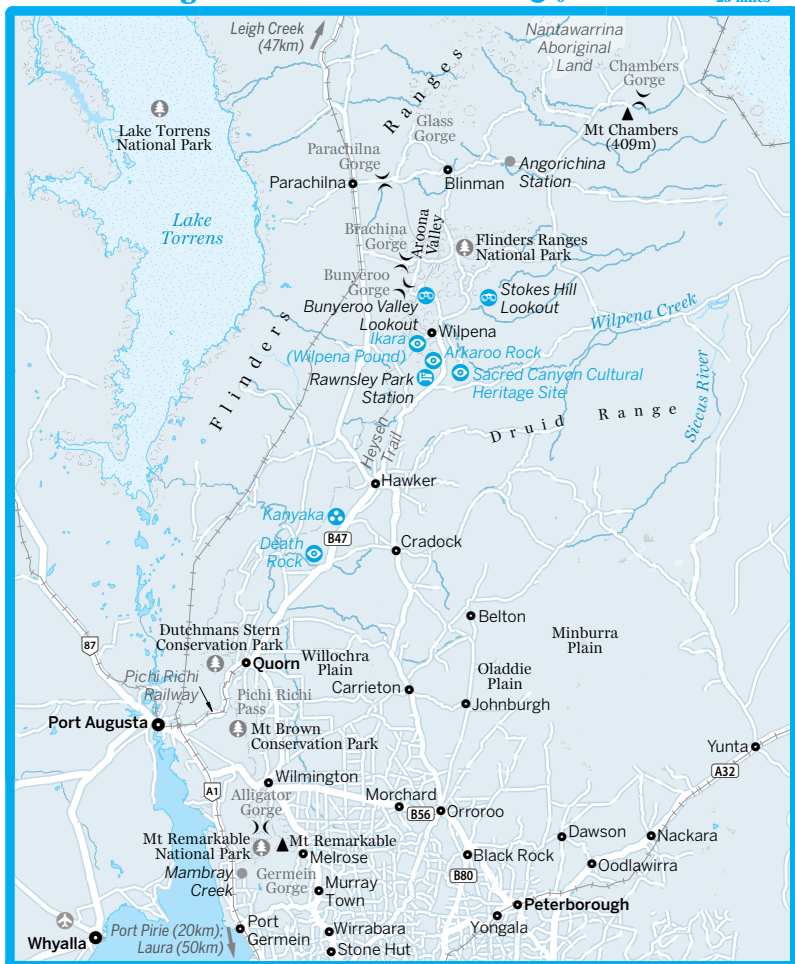 Leigh Creek
(47km)
Nantawarrina
Aboriginal
Land
Chambers
Gorge
Ranges
Glass
Gorge
Mt Chambers
(409m)
Lake Torrens
National Park
Parachilna
Gorge
Angorichina
Station
Parachilna
Blinman
Lake
Torrens
Aroona
Valley
Brachina
Gorge
Flinders Ranges
National Park
Bunyeroo
Gorge
Bunyeroo Valley
Lookout
Stokes Hill
Lookout
Wilpena Creek
Wilpena
Ikara
(Wilpena Pound)
Arkaroo Rock
Rawnsley Park
Station
Sacred Canyon Cultural
Heritage Site
Siccus River
Flinders
Druid Range
Heysen
Trail
Hawker
Kanyaka
B47
Death
Rock
Cradock
Belton
Minburra
Plain
Dutchmans Stern
Conservation Park
87
Quorn
Willochra
Plain
Oladdie
Plain
Pichi Richi
Railway
Pichi Richi
Pass
Carrieton
Johnburgh
Port Augusta
Mt Brown
Conservation Park
Yunta
A32
Wilmington
A1
Alligator
Gorge
Morchard
B56
Orroroo
Dawson
Nackara
Mt Remarkable
National Park
Mt Remarkable
Melrose
Black Rock
Oodlawirra
Mambray
Creek
Germein
Gorge
B80
Murray
Town
Peterborough
Port Pirie (20km);
Laura (50km)
Port
Germein
Wirrabara
Yongala
Whyalla
Stone Hut